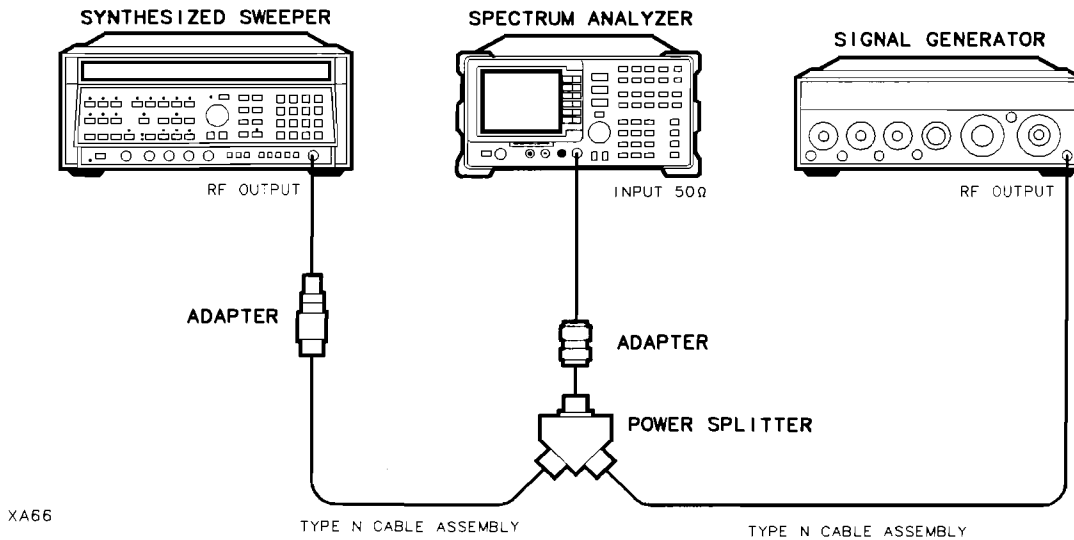 SYNTHESIZED SWEEPER
SPECTRUM ANALYZER
SIGNAL GENERATOR
RF OUTPUT
INPUT 50Ω
RF OUTPUT
ADAPTER
ADAPTER
POWER SPLITTER
XA66
TYPE N CABLE ASSEMBLY
TYPE N CABLE ASSEMBLY